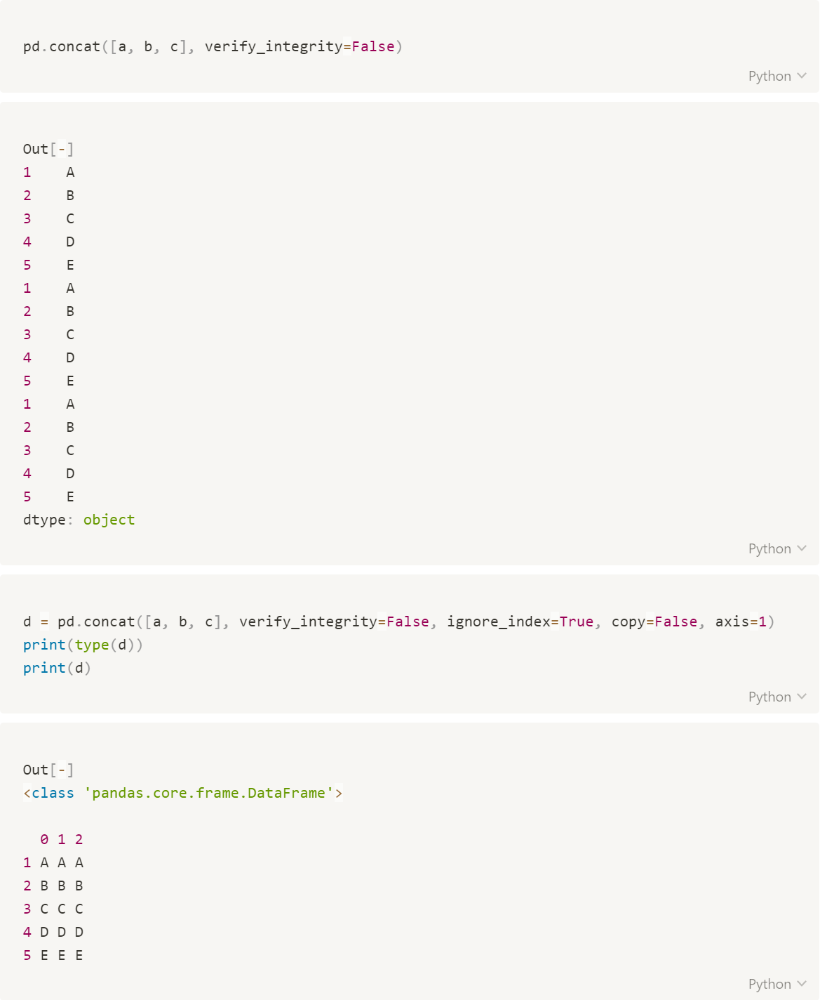 pd.concat([a, b, c], verify_integrity=False)
Python
Out[-]
1    A
2    B
3    C
4    D
5    E
1    A
2    B
3    C
4    D
5    E
1    A
2    B
3    C
4    D
5    E
dtype: object
Python
d = pd.concat([a, b, c], verify_integrity=False, ignore_index=True, copy=False, axis=1)
print(type(d))
print(d)
Python
Out[-]
<class 'pandas.core.frame.DataFrame'>
  0 1 2
1 A A A
2 B B B
3 C C C
4 D D D
5 E E E
Python